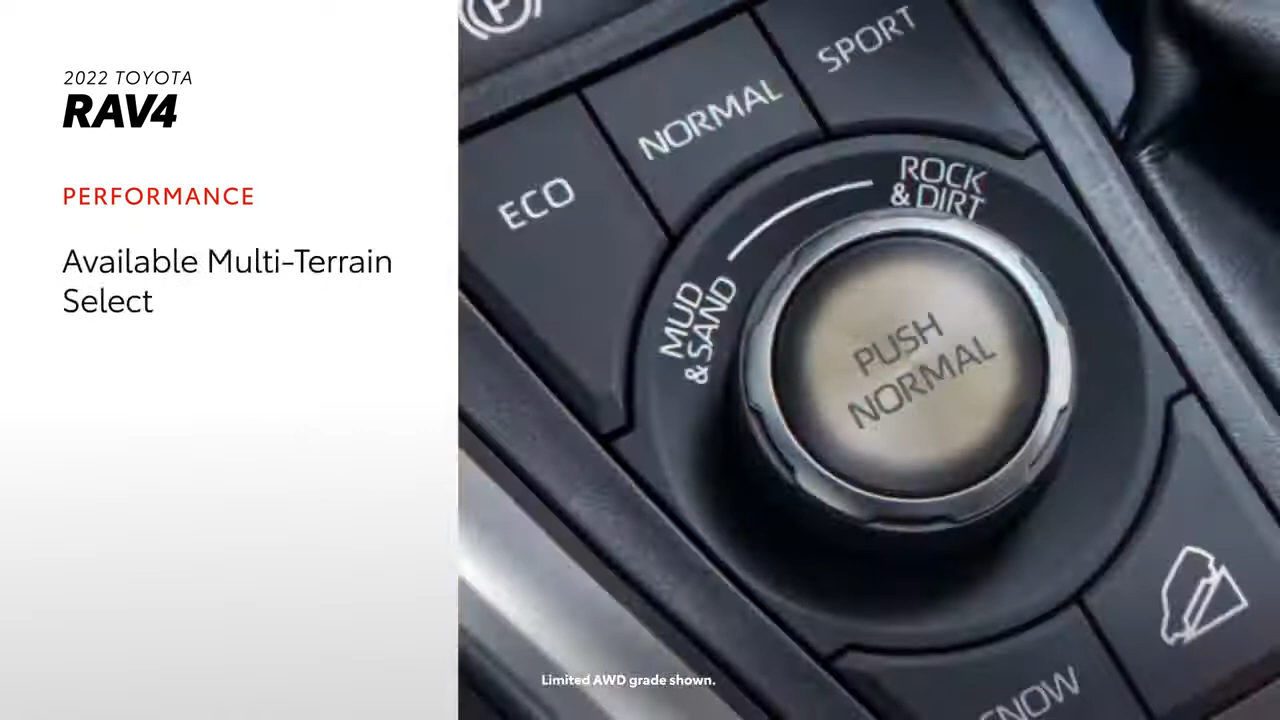 2022 TOYOTA
RAV4
PERFORMANCE
Available Multi-Terrain
Select
P
ECO
NORMAL
SPORT
ROCK
& DIRT
MUD
& SAND
PUSH
NORMAL
SNOW
Limited AWD grade shown.